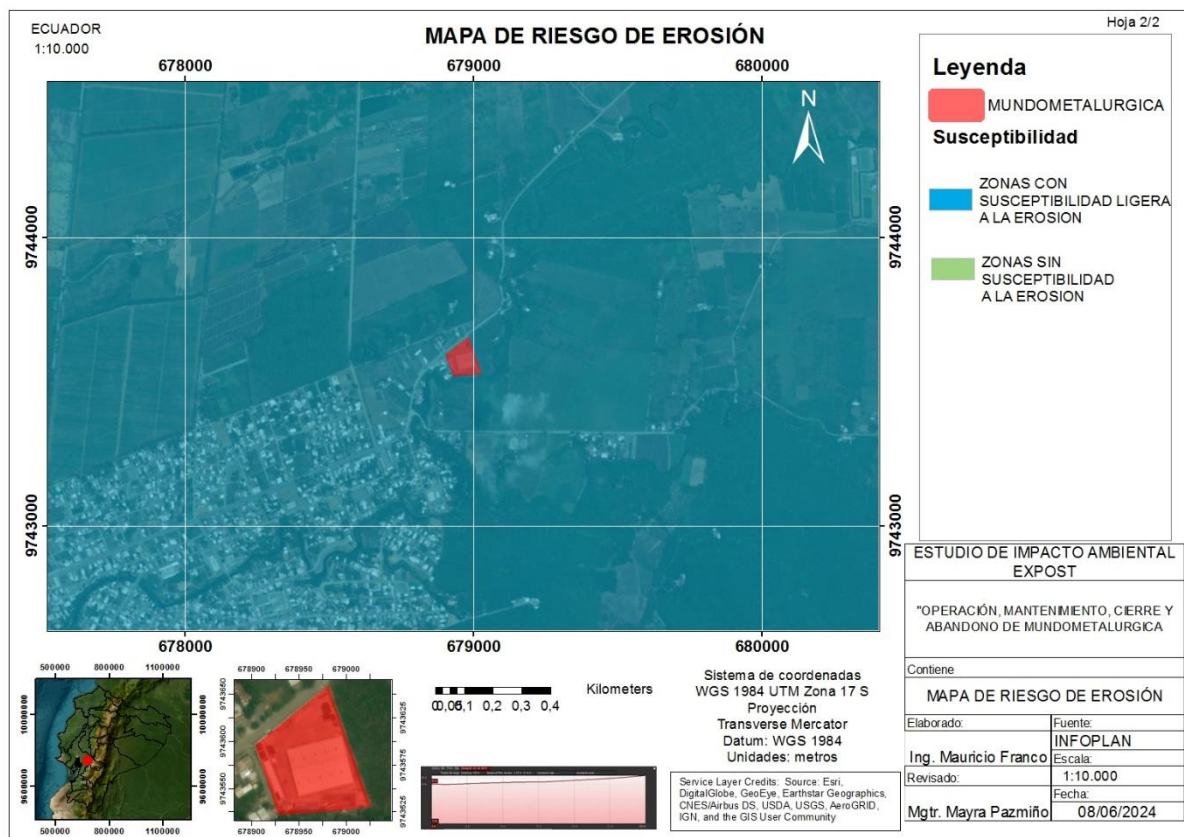 ECUADOR
1:10.000
MAPA DE RIESGO DE EROSIÓN
Hoja 2/2
678000 679000 680000
9744000 9744000
9743000 9743000
678000 679000 680000
N
Leyenda
MUNDOMETALURGICA
Susceptibilidad
ZONAS CON
SUSCEPTIBILIDAD LIGERA
A LA EROSION
ZONAS SIN
SUSCEPTIBILIDAD
A LA EROSION
ESTUDIO DE IMPACTO AMBIENTAL
EXPOST
"OPERACIÓN, MANTENIMIENTO, CIERRE Y
ABANDONO DE MUNDOMETALURGICA
Contiene
MAPA DE RIESGO DE EROSIÓN
Elaborado:
Ing. Mauricio Franco
Revisado:
Mgtr. Mayra Pazmiño
Fuente:
INFOPLAN
Escala:
1:10.000
Fecha:
08/06/2024
500000 800000 1100000
10000000 10000000
9600000 9600000
500000 800000 1100000
678900 678950 679000
9743650
9743600
9743550
9743625
9743575
9743625
678900 678950 679000
Kilometers
0 0,05 0,1 0,2 0,3 0,4
Sistema de coordenadas
WGS 1984 UTM Zona 17 S
Proyección
Transverse Mercator
Datum: WGS 1984
Unidades: metros
Service Layer Credits: Source: Esri,
DigitalGlobe, GeoEye, Earthstar Geographics,
CNES/Airbus DS, USDA, USGS, AeroGRID,
IGN, and the GIS User Community